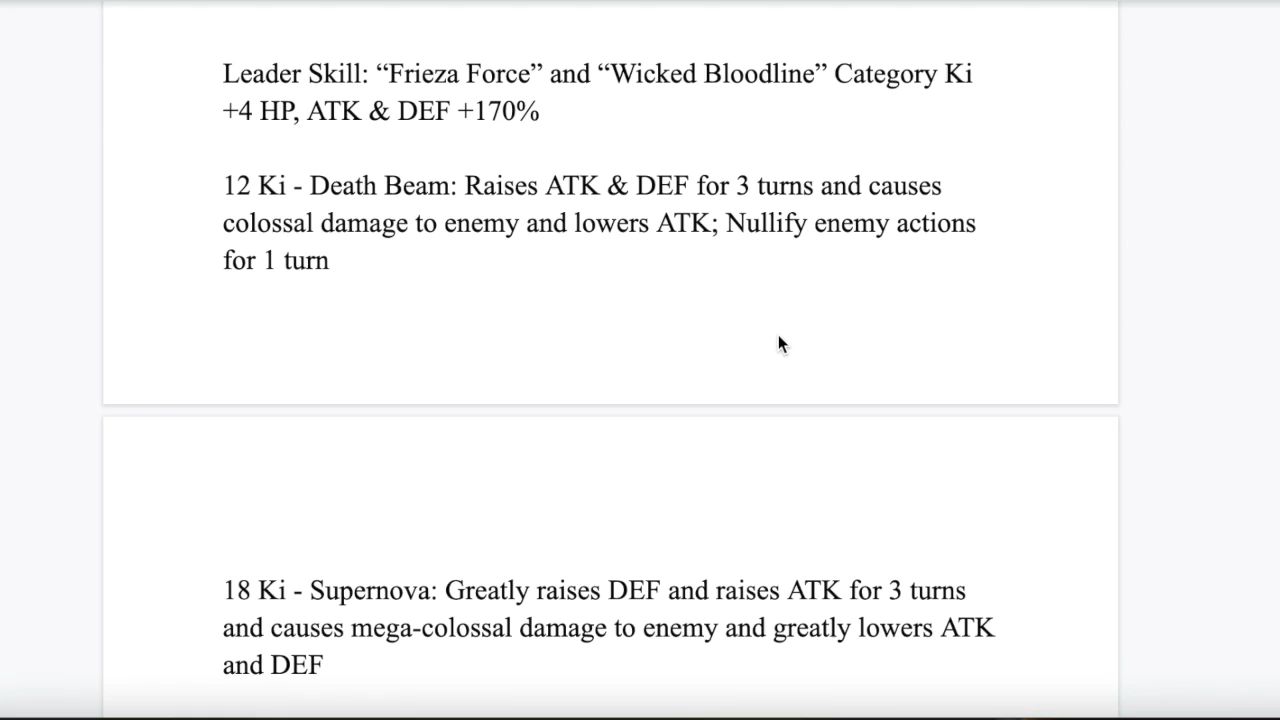 Leader Skill: “Frieza Force” and “Wicked Bloodline” Category Ki
+4 HP, ATK & DEF +170%
12 Ki - Death Beam: Raises ATK & DEF for 3 turns and causes
colossal damage to enemy and lowers ATK; Nullify enemy actions
for 1 turn
18 Ki - Supernova: Greatly raises DEF and raises ATK for 3 turns
and causes mega-colossal damage to enemy and greatly lowers ATK
and DEF